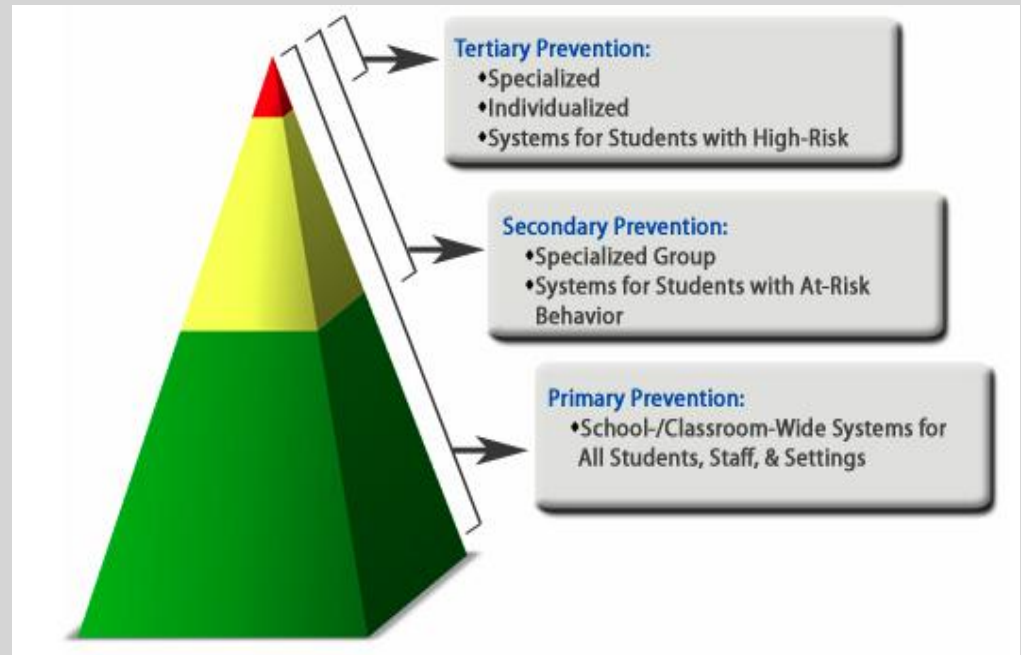 Tertiary Prevention:
♦Specialized
♦Individualized
♦Systems for Students with High-Risk
Secondary Prevention:
♦Specialized Group
♦Systems for Students with At-Risk
Behavior
Primary Prevention:
♦School-/Classroom-Wide Systems for
All Students, Staff, & Settings